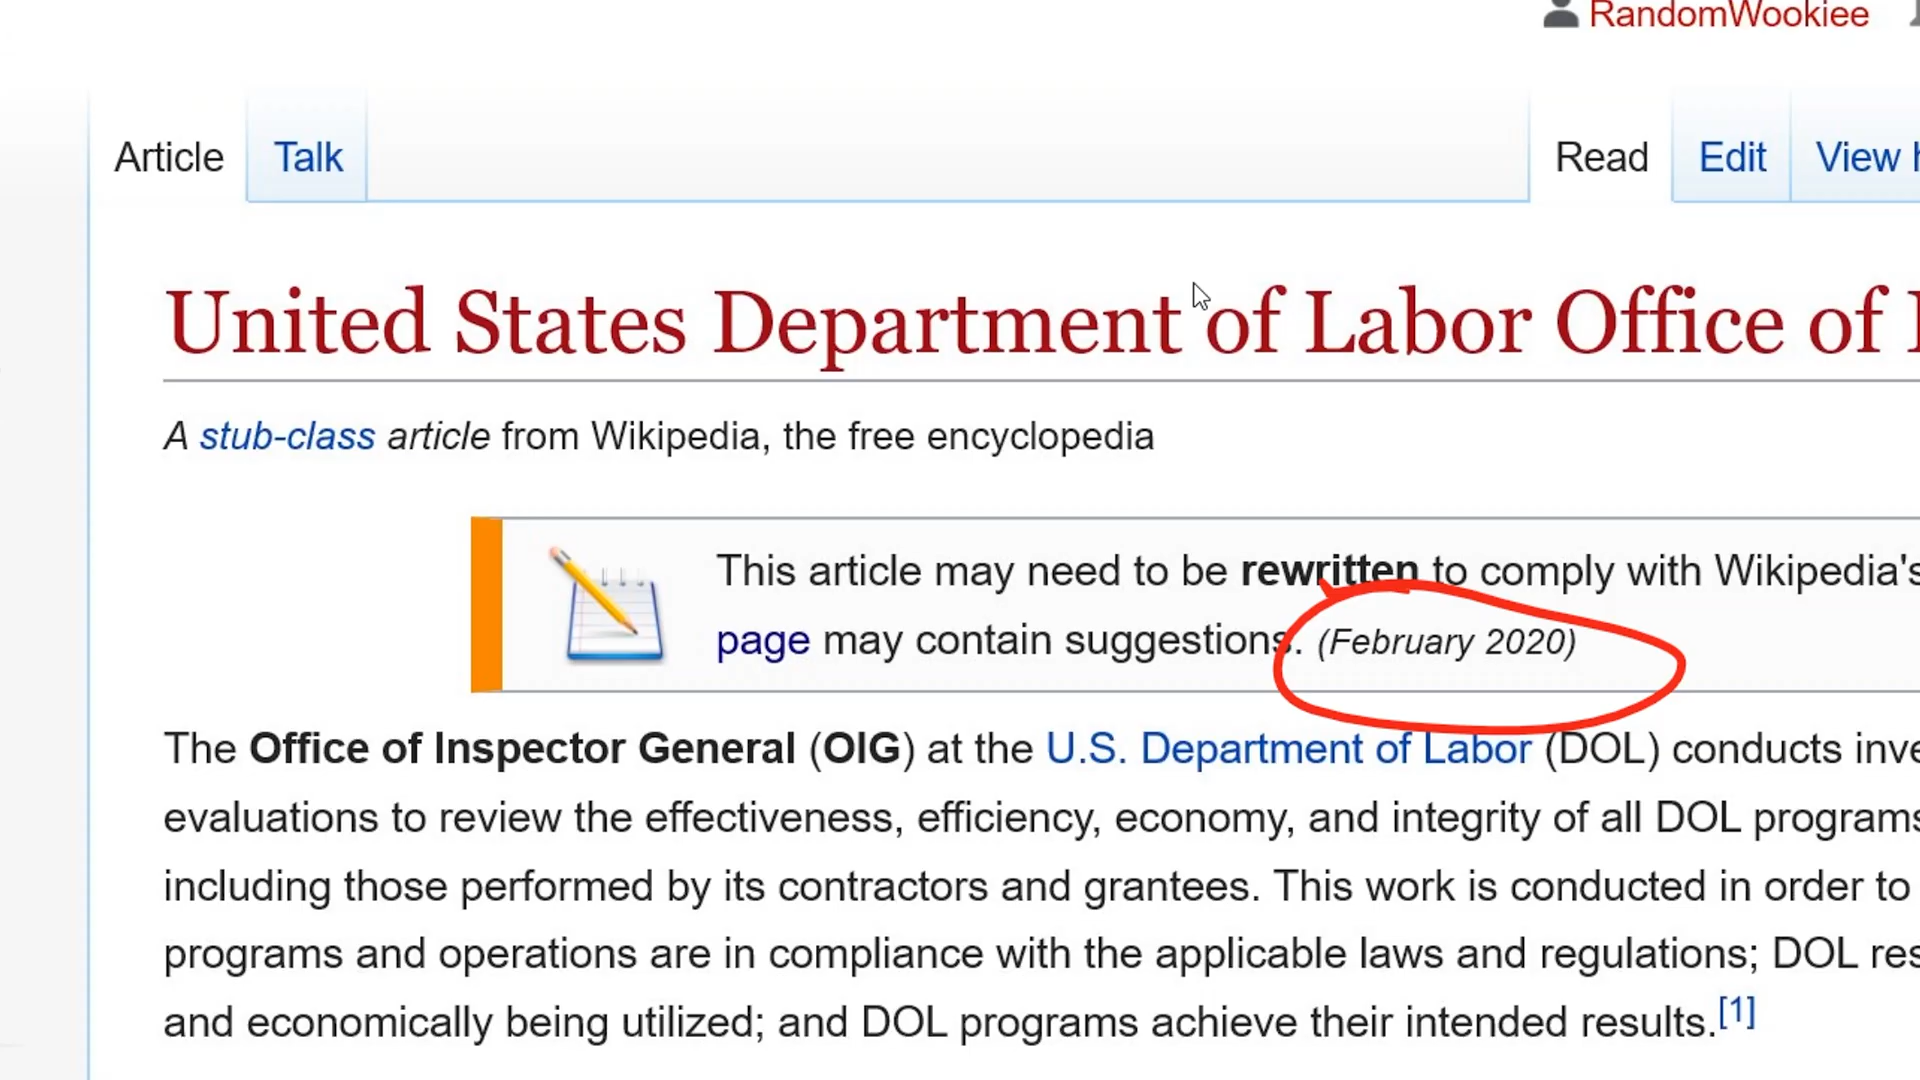 RandomWookiee
Article Talk Read Edit View
United States Department of Labor Office of
A stub-class article from Wikipedia, the free encyclopedia
This article may need to be rewritten to comply with Wikipedia's
page may contain suggestions. (February 2020)
The Office of Inspector General (OIG) at the U.S. Department of Labor (DOL) conducts inve
evaluations to review the effectiveness, efficiency, economy, and integrity of all DOL programs
including those performed by its contractors and grantees. This work is conducted in order to
programs and operations are in compliance with the applicable laws and regulations; DOL res
and economically being utilized; and DOL programs achieve their intended results.[1]